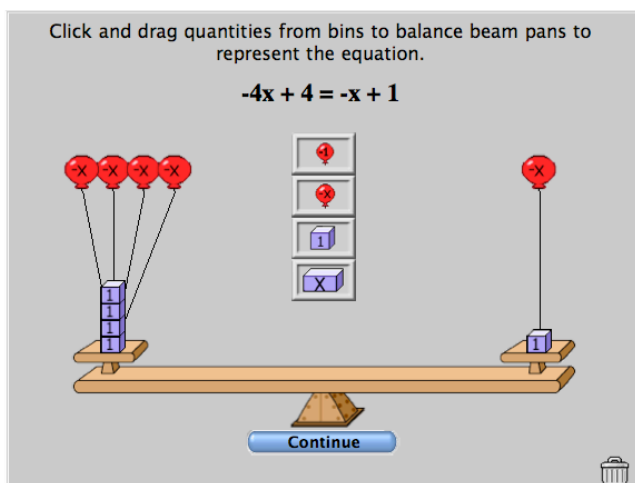 Click and drag quantities from bins to balance beam pans to
represent the equation.
-4x + 4 = -x + 1
-1
-X -X -X -X
-X
-X
1
X
1
1
1
1
1
Continue